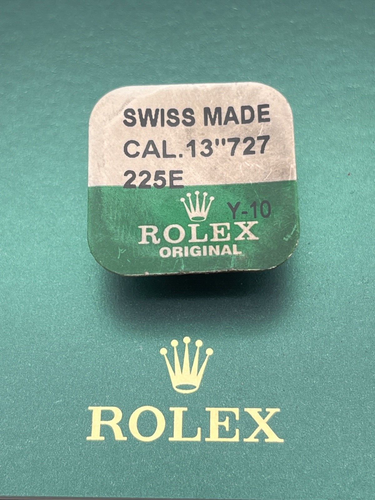 SWISS MADE
CAL.13"727
225E
Y-10
ROLEX
ORIGINAL
ROLEX